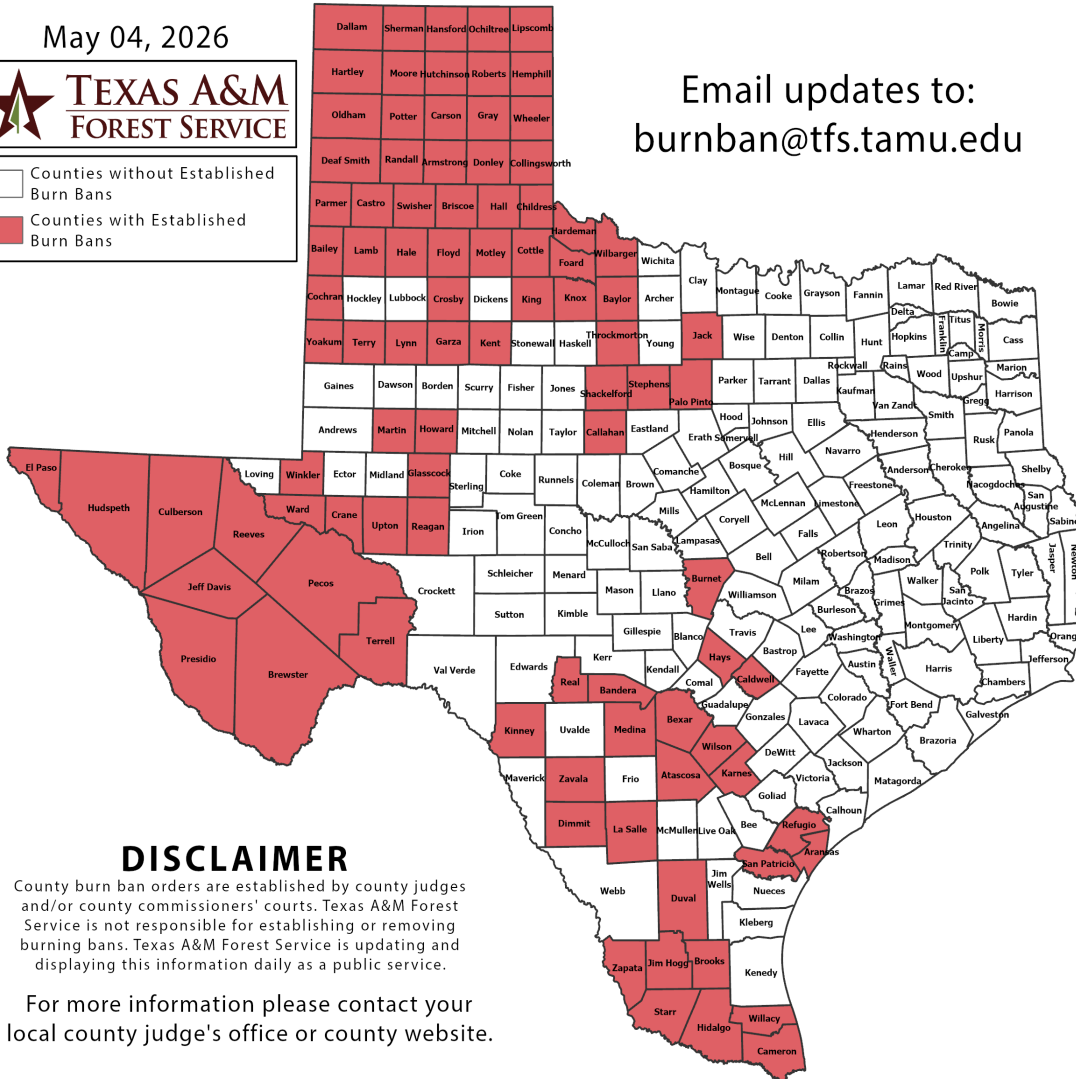 May 04, 2026
TEXAS A&M
FOREST SERVICE
Counties without Established
Burn Bans
Counties with Established
Burn Bans
Email updates to:
burnban@tfs.tamu.edu
Dallam Sherman Hansford Ochiltree Lipscomb
Hartley Moore Hutchinson Roberts Hemphill
Oldham Potter Carson Gray Wheeler
Deaf Smith Randall Armstrong Donley Collingsworth
Parmer Castro Swisher Briscoe Hall Childress
Hardeman
Bailey Lamb Hale Floyd Motley Cottle Foard Wilbarger Wichita
Clay Montague Cooke Grayson Fannin Lamar Red River Bowie
Cochran Hockley Lubbock Crosby Dickens King Knox Baylor Archer
Delta Franklin Titus Morris Cass
Yoakum Terry Lynn Garza Kent Stonewall Haskell Throckmorton Young Jack Wise Denton Collin Hunt Hopkins
Camp
Rockwall Rains Wood Upshur Marion
Gaines Dawson Borden Scurry Fisher Jones Shackelford Stephens Palo Pinto Parker Tarrant Dallas Kaufman Van Zandt Gregg Harrison
Smith
Andrews Martin Howard Mitchell Nolan Taylor Callahan Eastland Erath Hood Somervell Johnson Ellis Henderson Rusk Panola
El Paso Loving Winkler Ector Midland Glasscock Sterling Coke Runnels Coleman Brown Comanche Bosque Hill Navarro Anderson Cherokee Shelby
Nacogdoches
San
Augustine
Hudspeth Culberson Ward Crane Upton Reagan Irion Tom Green Concho Mills Hamilton McLennan Limestone Freestone
Sabine
Reeves McCulloch San Saba Lampasas Coryell Falls Leon Houston Angelina
Jeff Davis Pecos Crockett Schleicher Menard Mason Llano Burnet Bell Robertson Madison Trinity Jasper Newton
Milam Brazos Walker San
Jacinto Polk Tyler
Terrell Sutton Kimble Williamson Burleson Grimes Montgomery Hardin
Presidio Brewster Val Verde Edwards Kerr Gillespie Blanco Travis Lee Washington Liberty Orange
Kendall Hays Bastrop Austin Waller Harris Jefferson
Real Bandera Comal Caldwell Fayette Chambers
Guadalupe Colorado Fort Bend
Kinney Uvalde Medina Bexar Gonzales Lavaca Wharton Galveston
Wilson DeWitt Brazoria
Maverick Zavala Frio Atascosa Karnes Victoria Jackson Matagorda
Goliad Calhoun
Dimmit La Salle McMullen Live Oak Bee Refugio
Aransas
San Patricio
Webb Duval Jim
Wells Nueces
Kleberg
Zapata Jim Hogg Brooks Kenedy
Starr Hidalgo Willacy
Cameron
DISCLAIMER
County burn ban orders are established by county judges
and/or county commissioners' courts. Texas A&M Forest
Service is not responsible for establishing or removing
burning bans. Texas A&M Forest Service is updating and
displaying this information daily as a public service.
For more information please contact your
local county judge's office or county website.